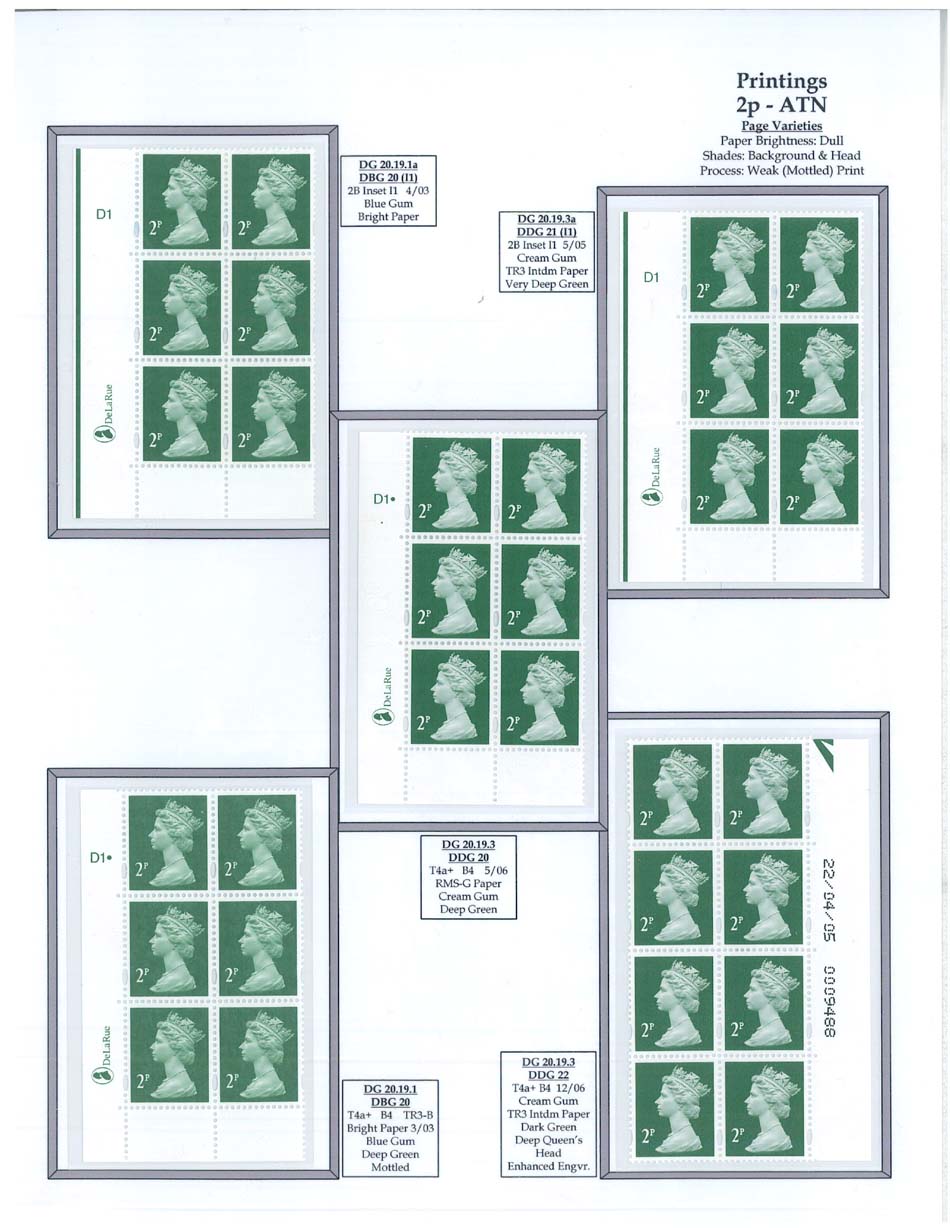 Printings
2p - ATN
Page Varieties
Paper Brightness: Dull
Shades: Background & Head
Process: Weak (Mottled) Print
D1
2P 2P
2P 2P
2P 2P
DeLaRue
DG 20.19.1a
DBG 20 (I1)
2B Inset I1 4/03
Blue Gum
Bright Paper
DG 20.19.3a
DDG 21 (I1)
2B Inset I1 5/05
Cream Gum
TR3 Intdm Paper
Very Deep Green
D1
2P 2P
2P 2P
2P 2P
DeLaRue
D1•
2P 2P
2P 2P
2P 2P
DeLaRue
DG 20.19.3
DDG 20
T4a+ B4 5/06
RMS-G Paper
Cream Gum
Deep Green
D1•
2P 2P
2P 2P
2P 2P
DeLaRue
DG 20.19.1
DBG 20
T4a+ B4 TR3-B
Bright Paper 3/03
Blue Gum
Deep Green
Mottled
DG 20.19.3
DDG 22
T4a+ B4 12/06
Cream Gum
TR3 Intdm Paper
Dark Green
Deep Queen's
Head
Enhanced Engvr.
2P 2P
2P 2P
2P 2P
2P 2P
22/04/05 0009488